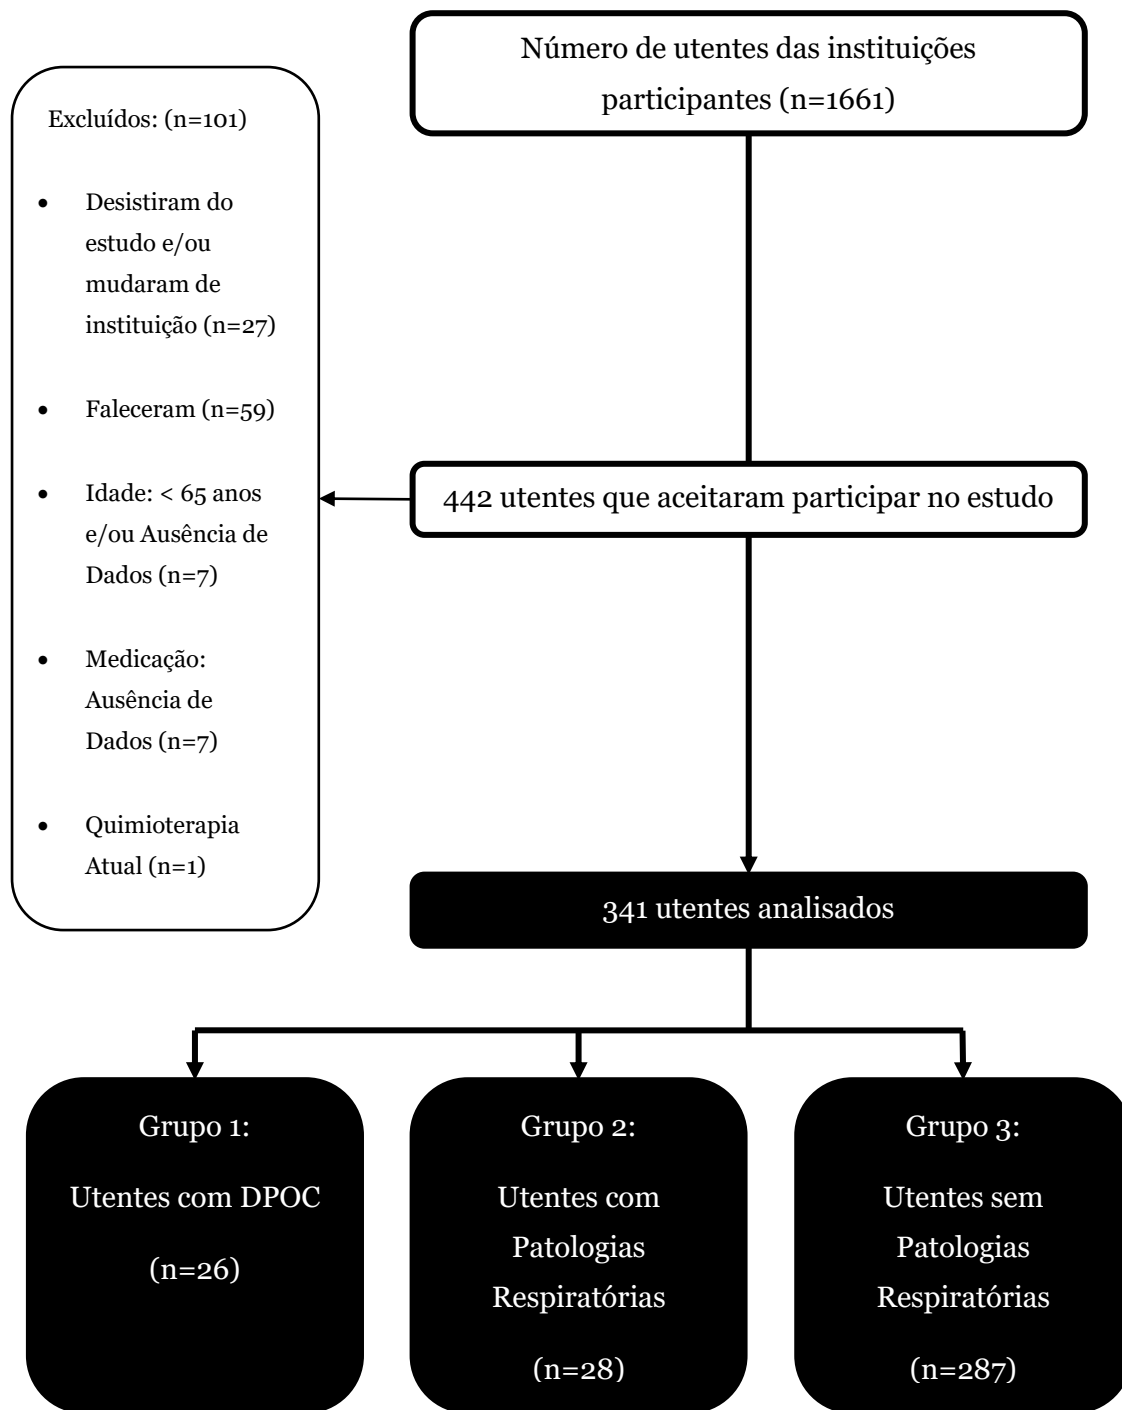 Número de utentes das instituições
participantes (n=1661)
Excluídos: (n=101)
• Desistiram do
estudo e/ou
mudaram de
instituição (n=27)
• Faleceram (n=59)
• Idade: < 65 anos
e/ou Ausência de
Dados (n=7)
• Medicação:
Ausência de
Dados (n=7)
• Quimioterapia
Atual (n=1)
442 utentes que aceitaram participar no estudo
341 utentes analisados
Grupo 1:
Utentes com DPOC
(n=26)
Grupo 2:
Utentes com
Patologias
Respiratórias
(n=28)
Grupo 3:
Utentes sem
Patologias
Respiratórias
(n=287)